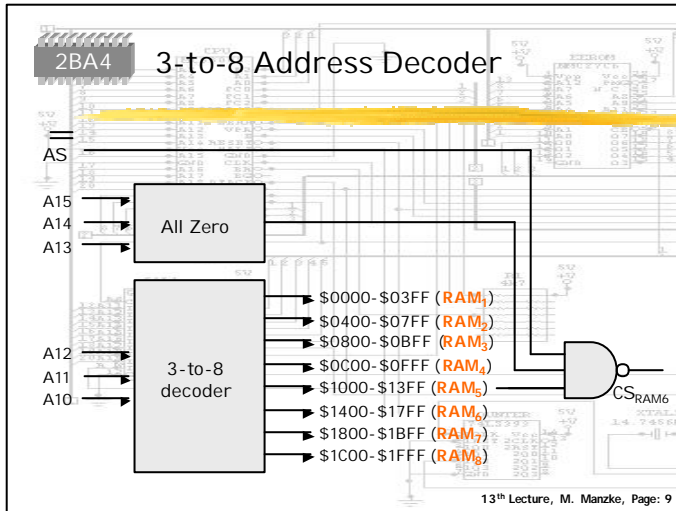 2BA4
3-to-8 Address Decoder
AS
A15
A14
A13
All Zero
A12
A11
A10
3-to-8
decoder
$0000-$03FF (RAM1)
$0400-$07FF (RAM2)
$0800-$0BFF (RAM3)
$0C00-$0FFF (RAM4)
$1000-$13FF (RAM5)
$1400-$17FF (RAM6)
$1800-$1BFF (RAM7)
$1C00-$1FFF (RAM8)
CSRAM6
13th Lecture, M. Manzke, Page: 9